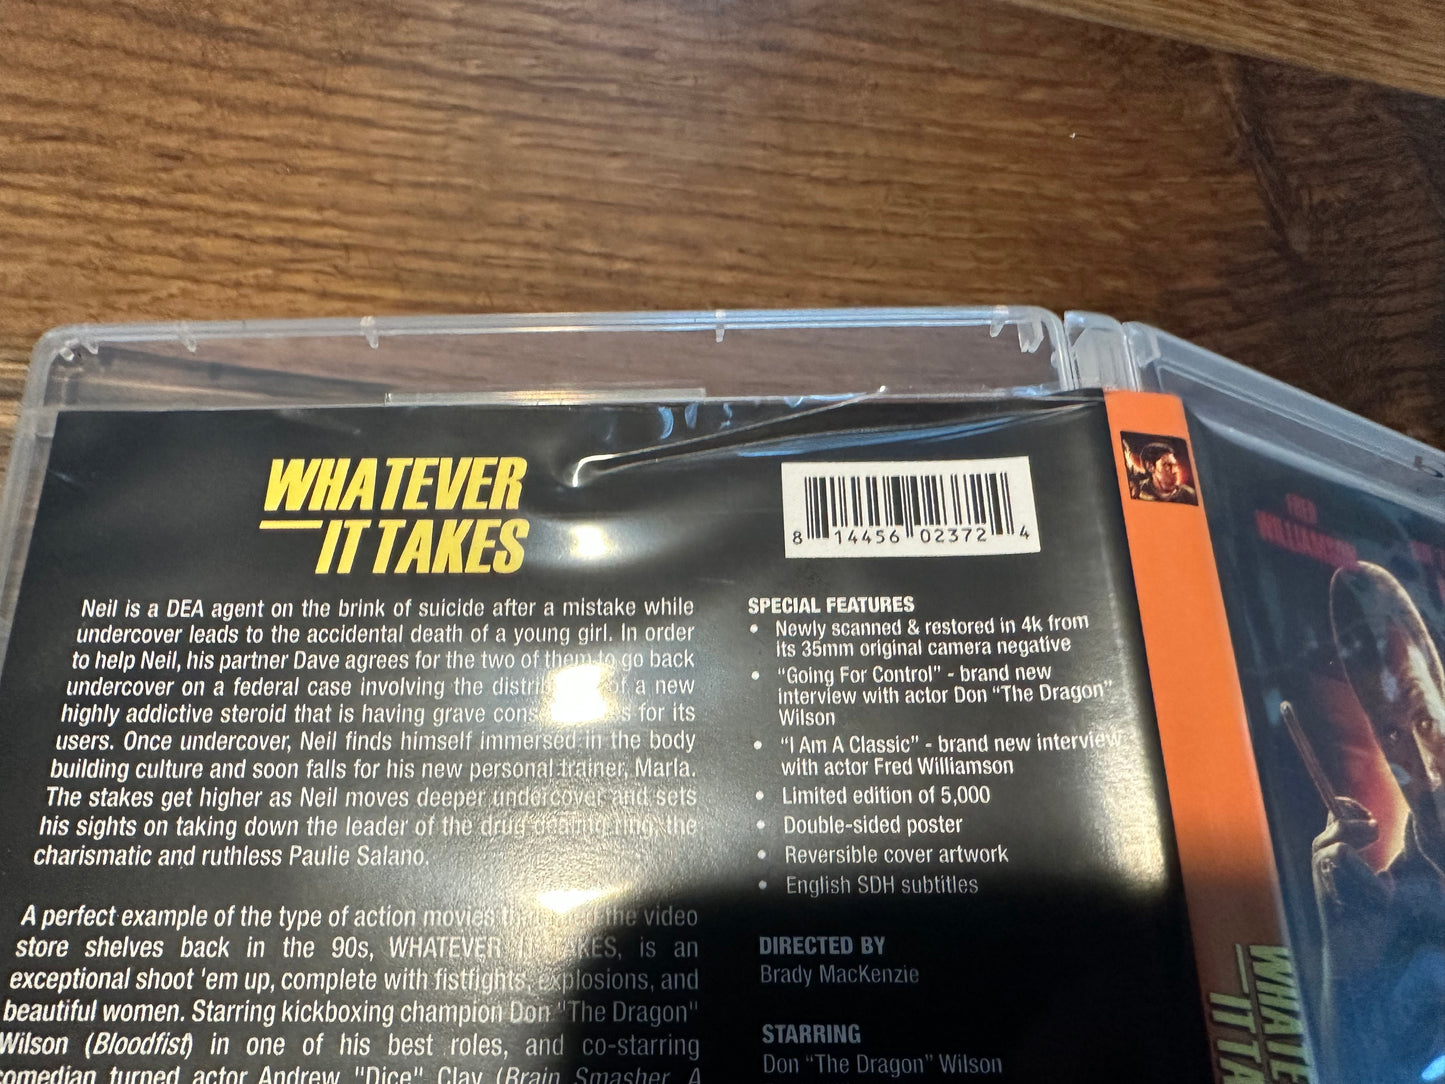 WHATEVER
IT TAKES
Neil is a DEA agent on the brink of suicide after a mistake while
undercover leads to the accidental death of a young girl. In order
to help Neil, his partner Dave agrees for the two of them to go back
undercover on a federal case involving the of a new
highly addictive steroid that is having grave for its
users. Once undercover, Neil finds himself immersed in the body
building culture and soon falls for his new personal trainer, Marla.
The stakes get higher as Neil moves deeper undercover and sets
his sights on taking down the leader of the drug dealing ring, the
charismatic and ruthless Paulie Salano.
A perfect example of the type of action movies the video
store shelves back in the 90s, WHATEVER IT TAKES, is an
exceptional shoot 'em up, complete with fistfights, explosions, and
beautiful women. Starring kickboxing champion Don "The Dragon"
Wilson (Bloodfist) in one of his best roles, and co-starring
comedian turned actor Andrew "Dice" Clay (Brain Smasher A
8 14456 02372 4
SPECIAL FEATURES
• Newly scanned & restored in 4k from
its 35mm original camera negative
• "Going For Control" - brand new
interview with actor Don "The Dragon"
Wilson
• "I Am A Classic" - brand new interview
with actor Fred Williamson
• Limited edition of 5,000
• Double-sided poster
• Reversible cover artwork
• English SDH subtitles
DIRECTED BY
Brady MacKenzie
STARRING
Don "The Dragon" Wilson
WHATE
IT TA
FRED
WILLIAMSON